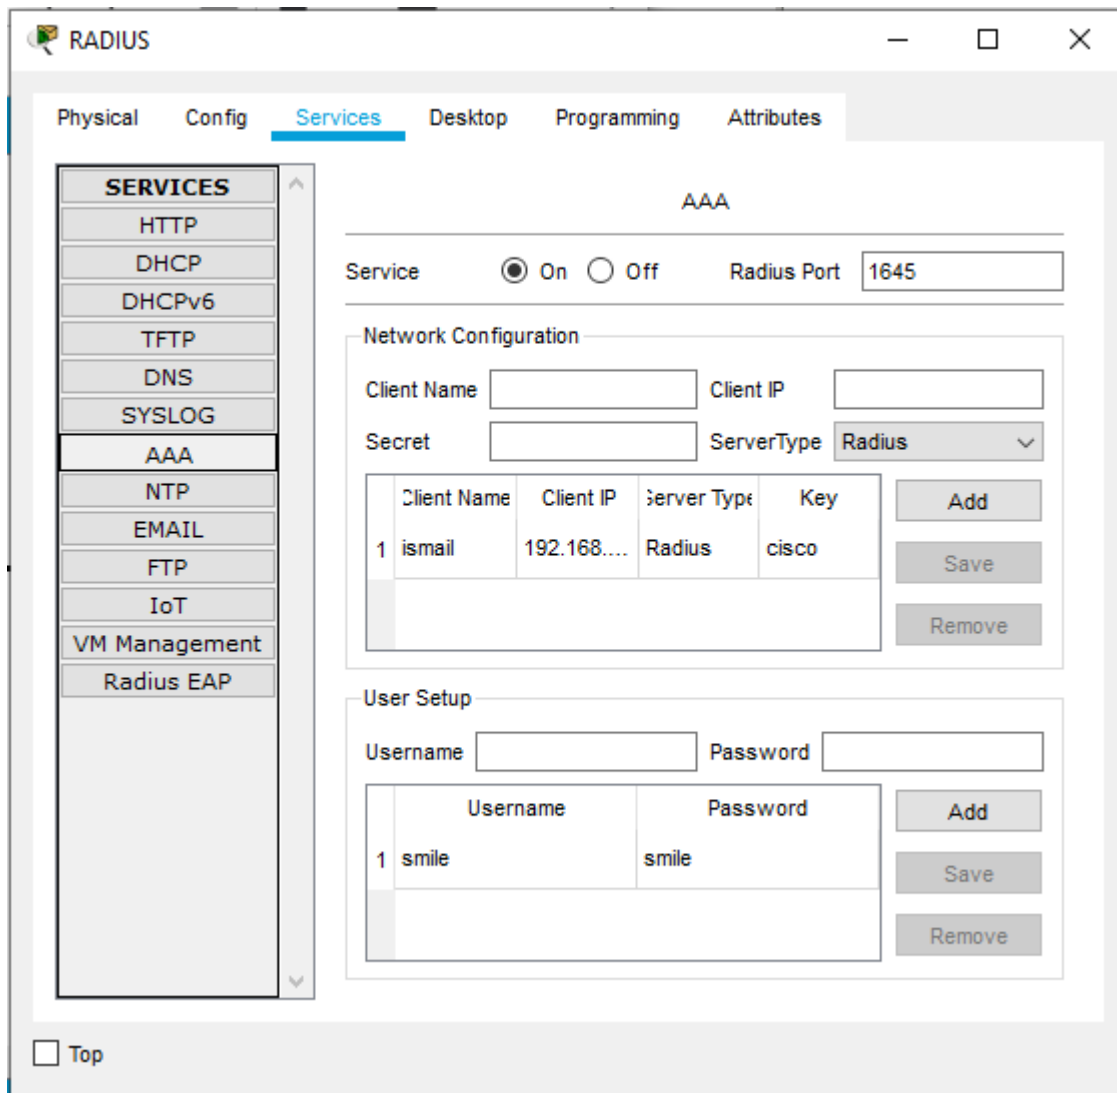 RADIUS
Physical Config Services Desktop Programming Attributes
SERVICES
HTTP
DHCP
DHCPv6
TFTP
DNS
SYSLOG
AAA
NTP
EMAIL
FTP
IoT
VM Management
Radius EAP
AAA
Service On Off Radius Port 1645
Network Configuration
Client Name Client IP
Secret ServerType Radius
Client Name Client IP Server Type Key
1 ismail 192.168.... Radius cisco
Add
Save
Remove
User Setup
Username Password
Username Password
1 smile smile
Add
Save
Remove
Top